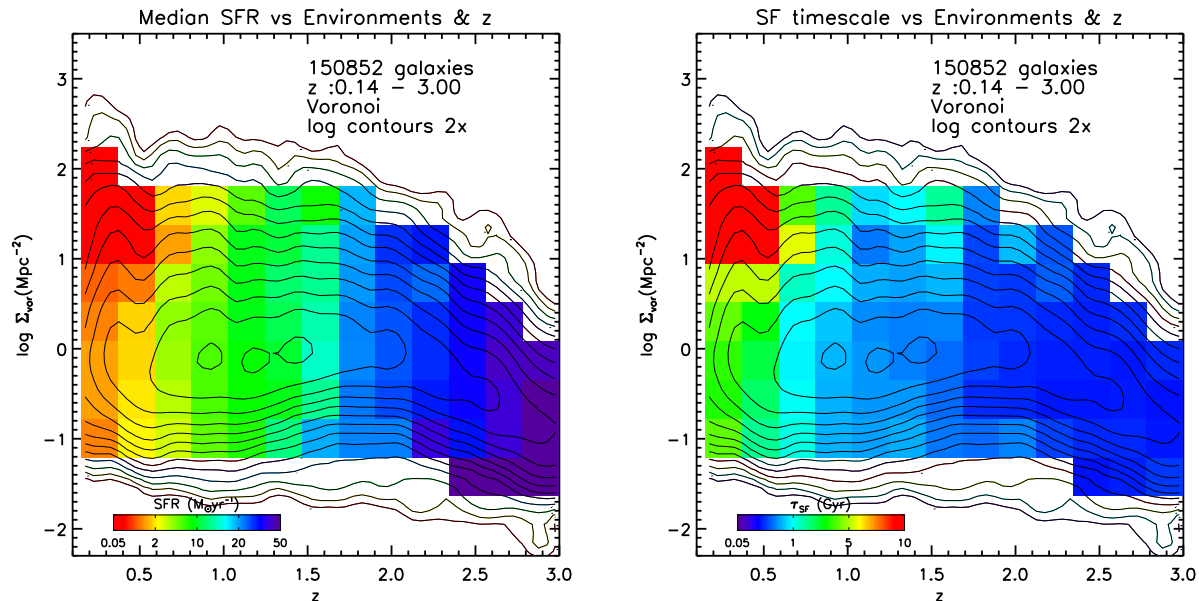 Median SFR vs Environments & z
150852 galaxies
z :0.14 − 3.00
Voronoi
log contours 2x
log Σvor(Mpc⁻²)
3
2
1
0
−1
−2
SFR (M⊙yr⁻¹)
0.05 2 10 20 50
0.5 1.0 1.5 2.0 2.5 3.0
z
SF timescale vs Environments & z
150852 galaxies
z :0.14 − 3.00
Voronoi
log contours 2x
log Σvor(Mpc⁻²)
3
2
1
0
−1
−2
τSF (Gyr)
0.05 1 5 10
0.5 1.0 1.5 2.0 2.5 3.0
z